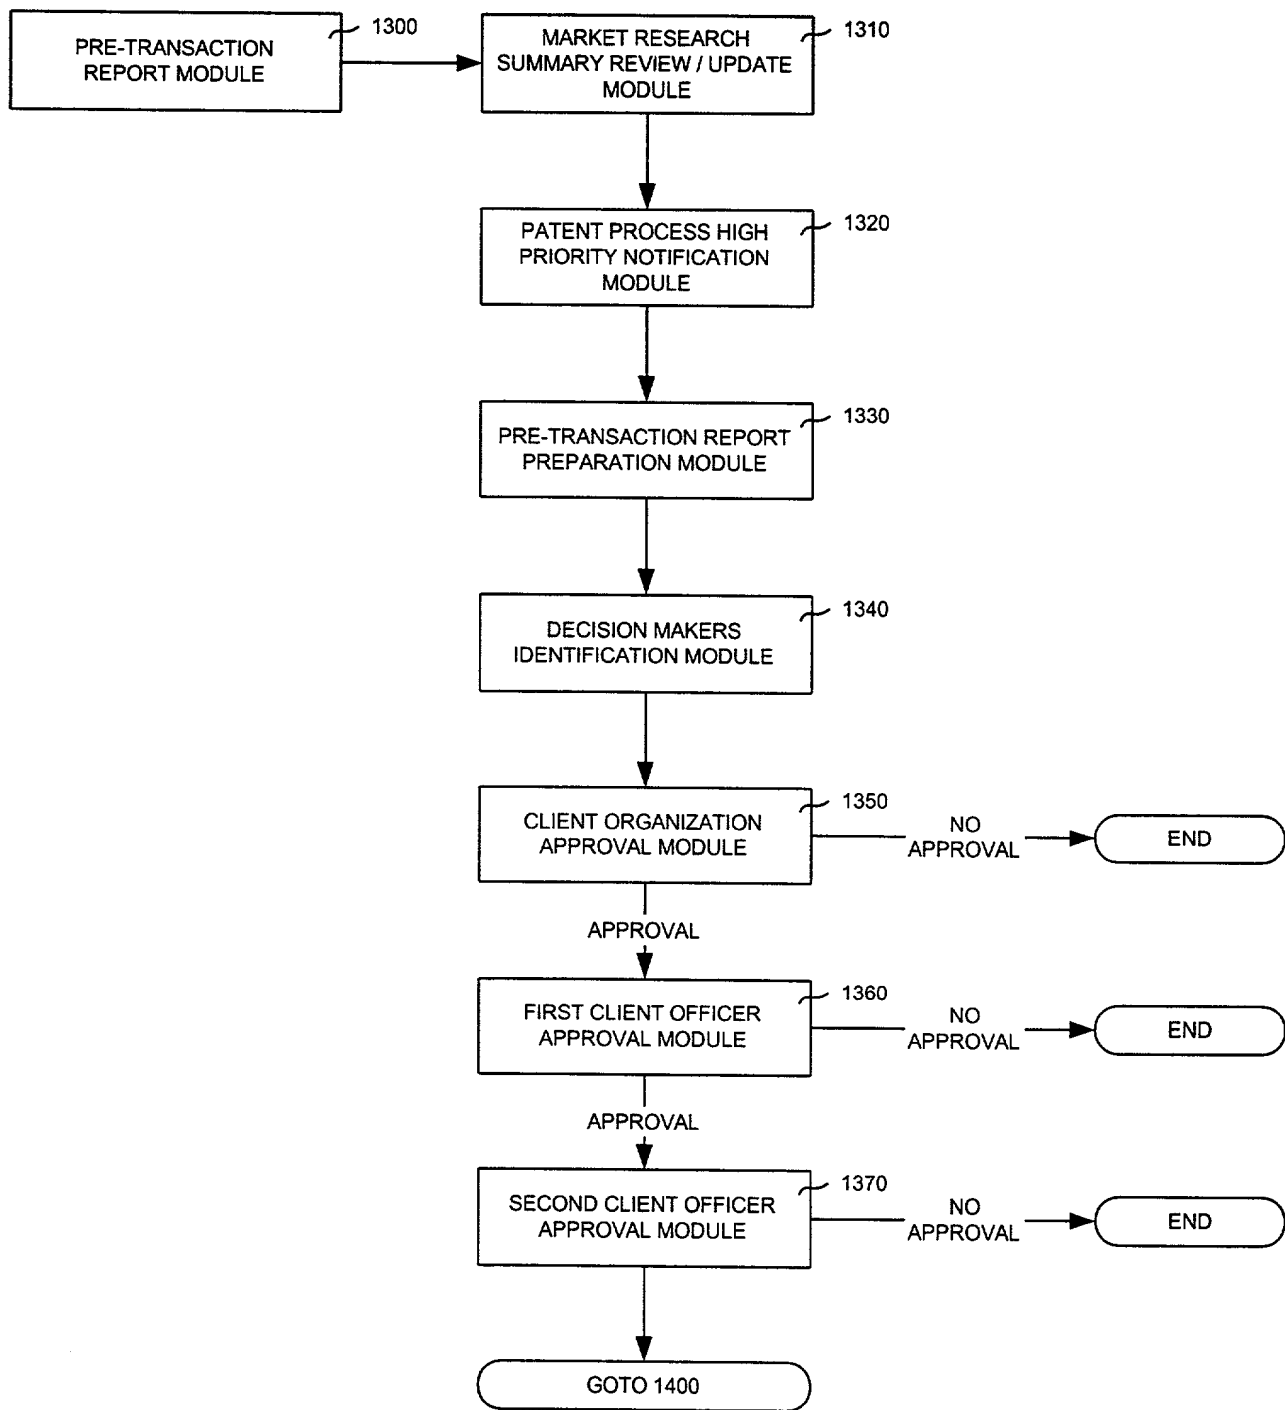 PRE-TRANSACTION
REPORT MODULE
1300
MARKET RESEARCH
SUMMARY REVIEW / UPDATE
MODULE
1310
PATENT PROCESS HIGH
PRIORITY NOTIFICATION
MODULE
1320
PRE-TRANSACTION REPORT
PREPARATION MODULE
1330
DECISION MAKERS
IDENTIFICATION MODULE
1340
CLIENT ORGANIZATION
APPROVAL MODULE
1350
NO
APPROVAL
END
APPROVAL
FIRST CLIENT OFFICER
APPROVAL MODULE
1360
NO
APPROVAL
END
APPROVAL
SECOND CLIENT OFFICER
APPROVAL MODULE
1370
NO
APPROVAL
END
GOTO 1400